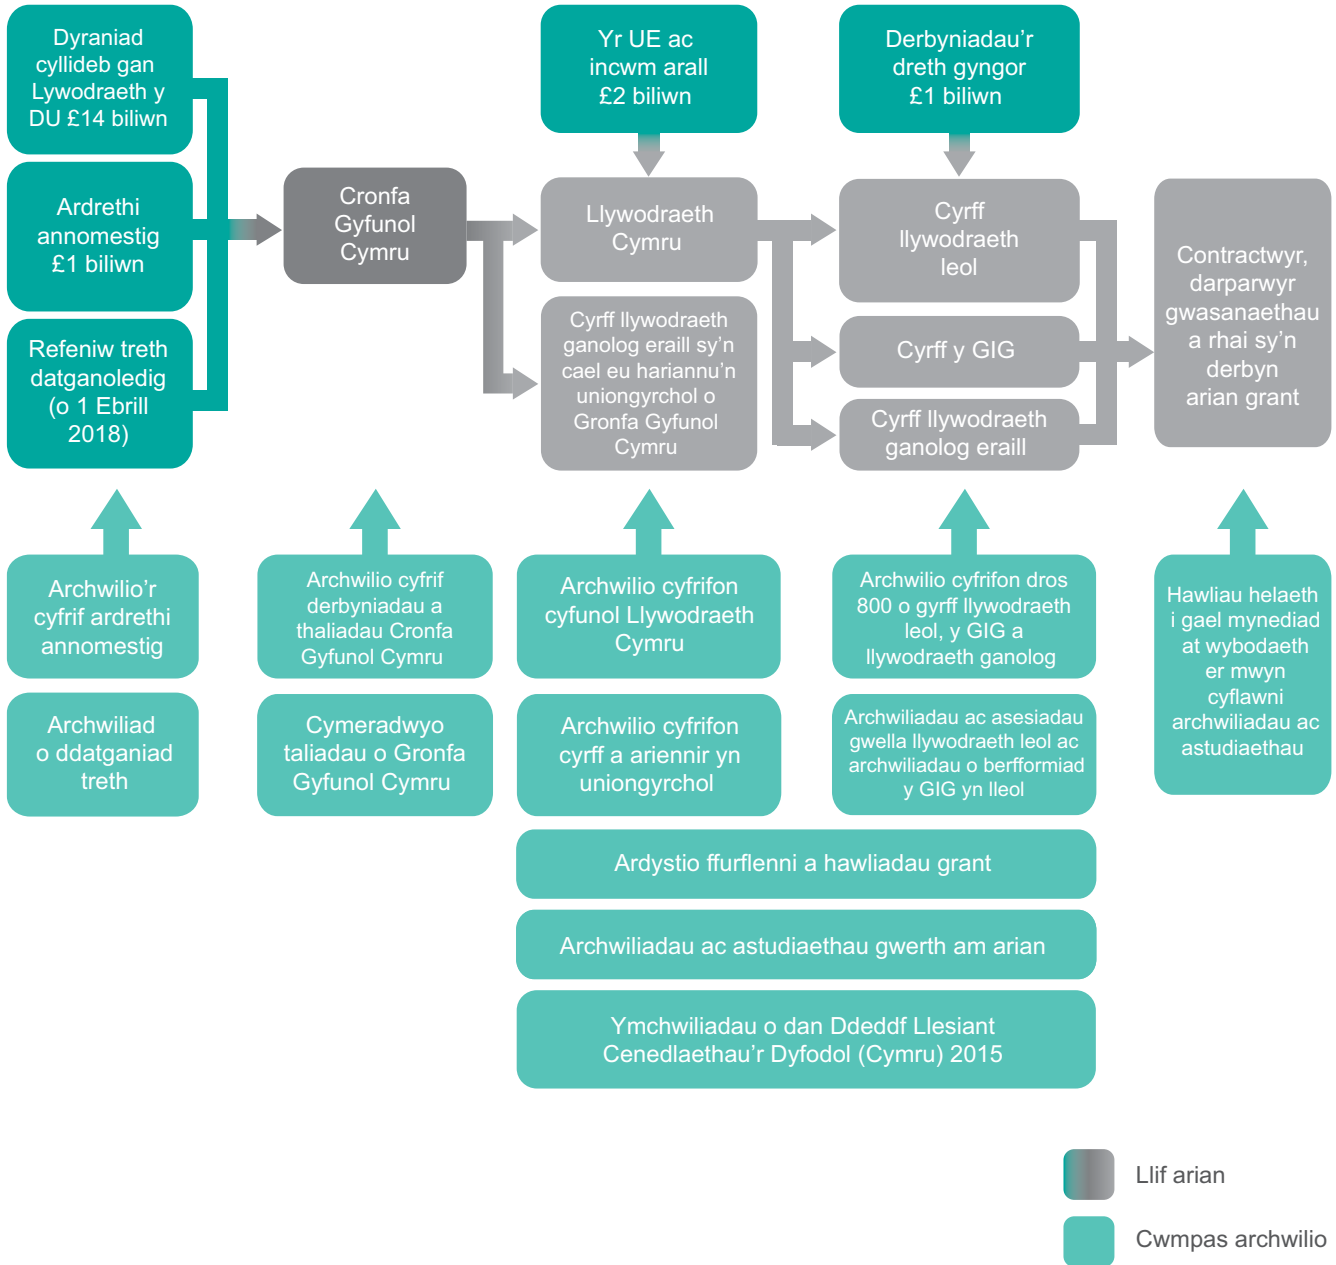 Dyraniad
cyllideb gan
Lywodraeth y
DU £14 biliwn
Ardrethi
annomestig
£1 biliwn
Refeniw treth
datganoledig
(o 1 Ebrill
2018)
Cronfa
Gyfunol
Cymru
Yr UE ac
incwm arall
£2 biliwn
Llywodraeth
Cymru
Cyrff llywodraeth
ganolog eraill sy’n
cael eu hariannu’n
uniongyrchol o
Gronfa Gyfunol
Cymru
Derbyniadau’r
dreth gyngor
£1 biliwn
Cyrff
llywodraeth
leol
Cyrff y GIG
Cyrff llywodraeth
ganolog eraill
Contractwyr,
darparwyr
gwasanaethau
a rhai sy’n
derbyn
arian grant
Archwilio’r
cyfrif ardrethi
annomestig
Archwiliad
o ddatganiad
treth
Archwilio cyfrif
derbyniadau a
thaliadau Cronfa
Gyfunol Cymru
Cymeradwyo
taliadau o Gronfa
Gyfunol Cymru
Archwilio cyfrifon
cyfunol Llywodraeth
Cymru
Archwilio cyfrifon
cyrff a ariennir yn
uniongyrchol
Archwilio cyfrifon dros
800 o gyrff llywodraeth
leol, y GIG a
llywodraeth ganolog
Archwiliadau ac asesiadau
gwella llywodraeth leol ac
archwiliadau o berfformiad
y GIG yn lleol
Hawliau helaeth
i gael mynediad
at wybodaeth
er mwyn
cyflawni
archwiliadau ac
astudiaethau
Ardystio ffurflenni a hawliadau grant
Archwiliadau ac astudiaethau gwerth am arian
Ymchwiliadau o dan Ddeddf Llesiant
Cenedlaethau’r Dyfodol (Cymru) 2015
Llif arian
Cwmpas archwilio